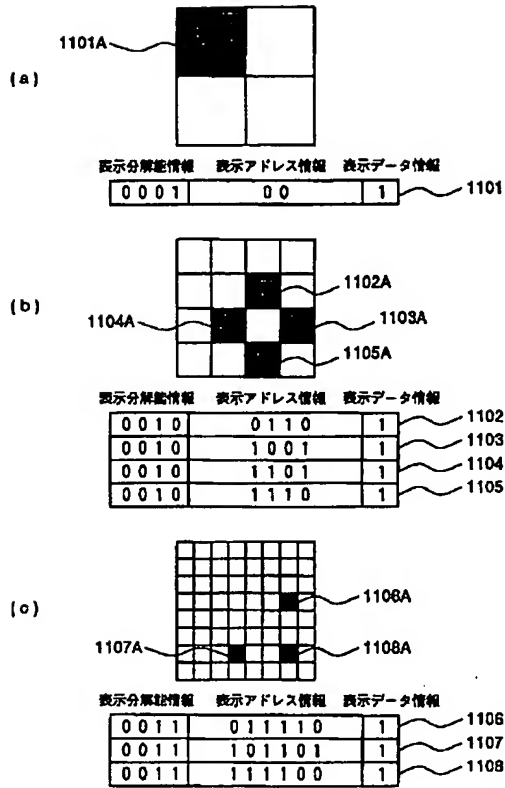 1101A
(a)
表示分解能情報 表示アドレス情報 表示データ情報
0001 00 1 1101
(b)
1102A
1104A 1103A
1105A
表示分解能情報 表示アドレス情報 表示データ情報
0010 0110 1 1102
0010 1001 1 1103
0010 1101 1 1104
0010 1110 1 1105
(c)
1106A
1107A 1108A
表示分解能情報 表示アドレス情報 表示データ情報
0011 011110 1 1106
0011 101101 1 1107
0011 111100 1 1108